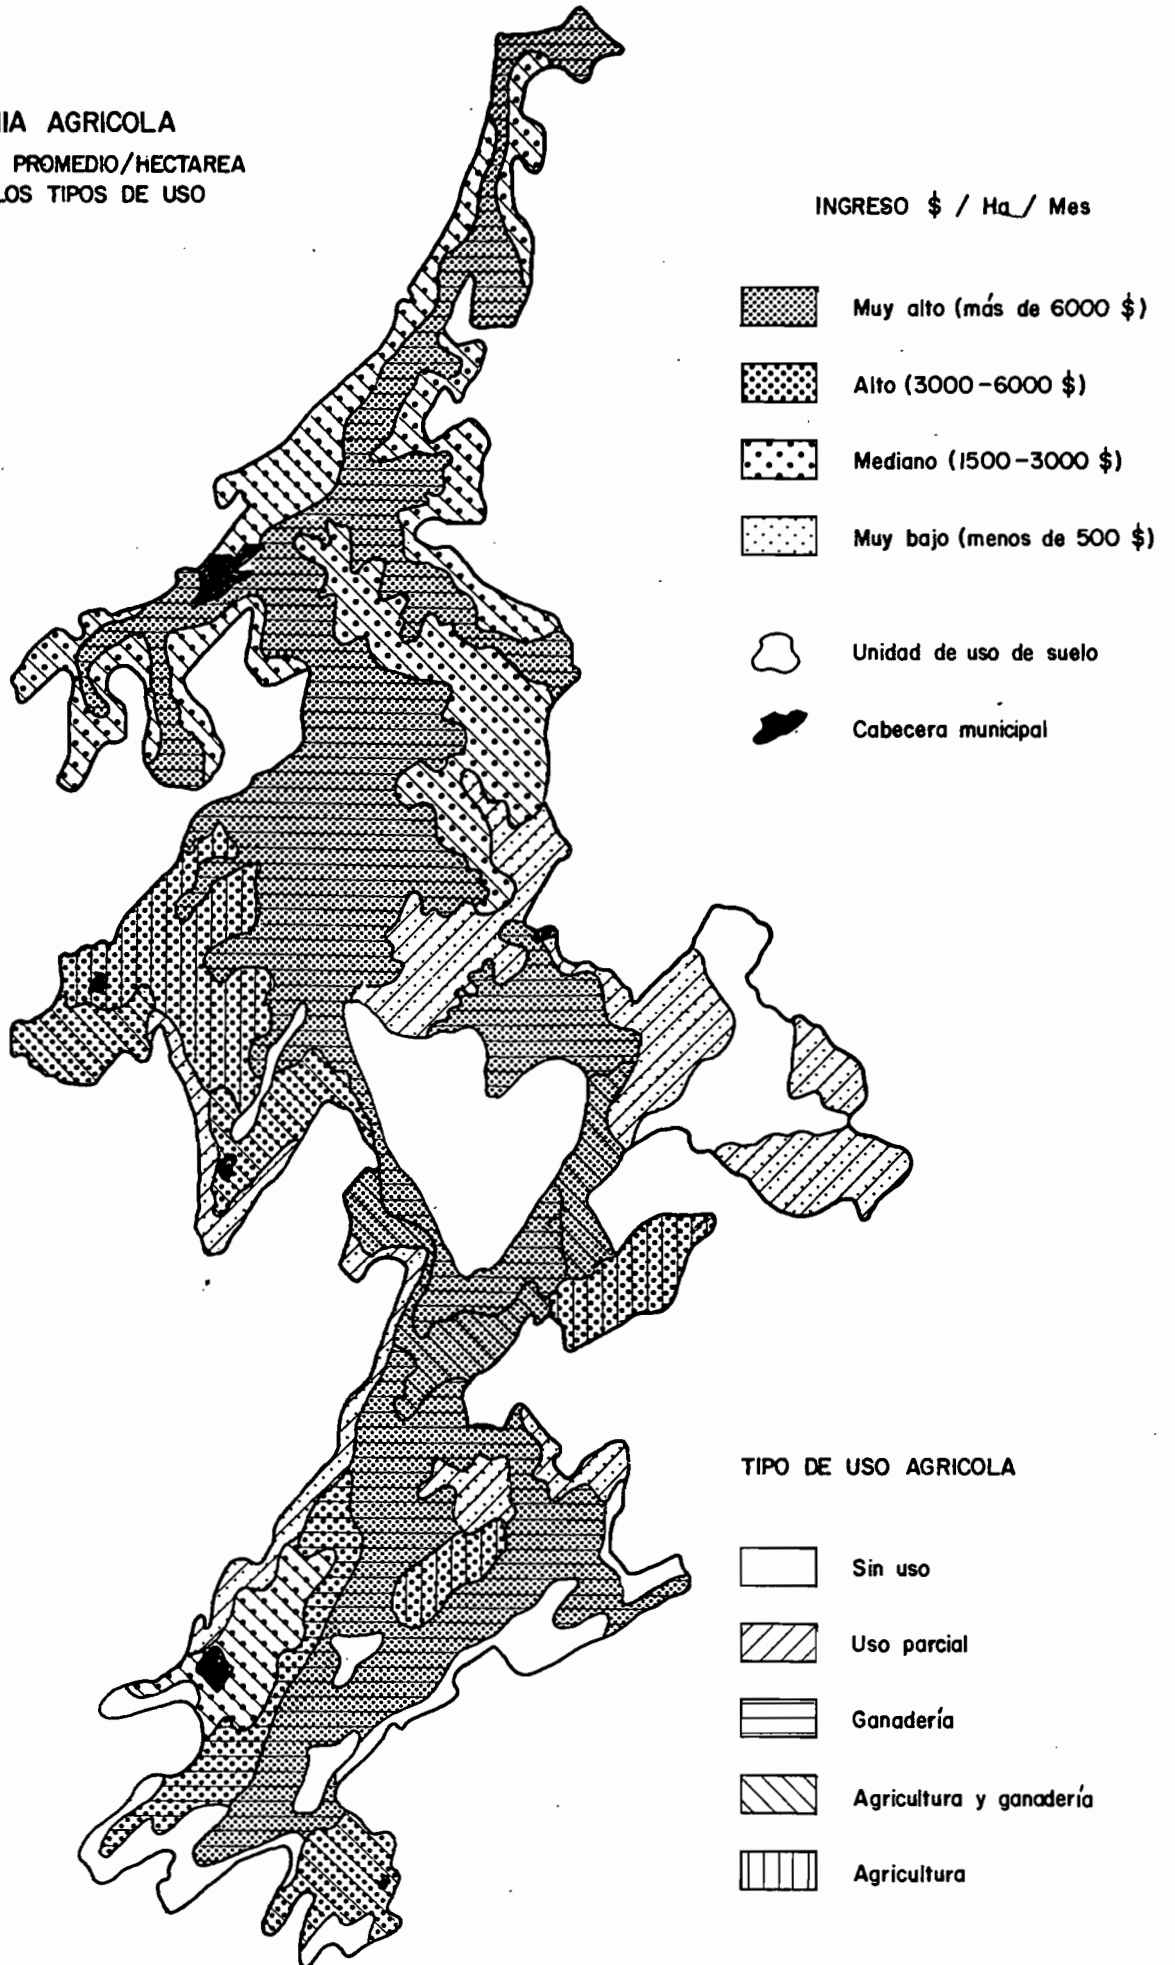 AGRICOLA
PROMEDIO/HECTAREA
LOS TIPOS DE USO
INGRESO $ / Ha / Mes
Muy alto (más de 6000 $)
Alto (3000-6000 $)
Mediano (1500-3000 $)
Muy bajo (menos de 500 $)
Unidad de uso de suelo
Cabecera municipal
TIPO DE USO AGRICOLA
Sin uso
Uso parcial
Ganadería
Agricultura y ganadería
Agricultura